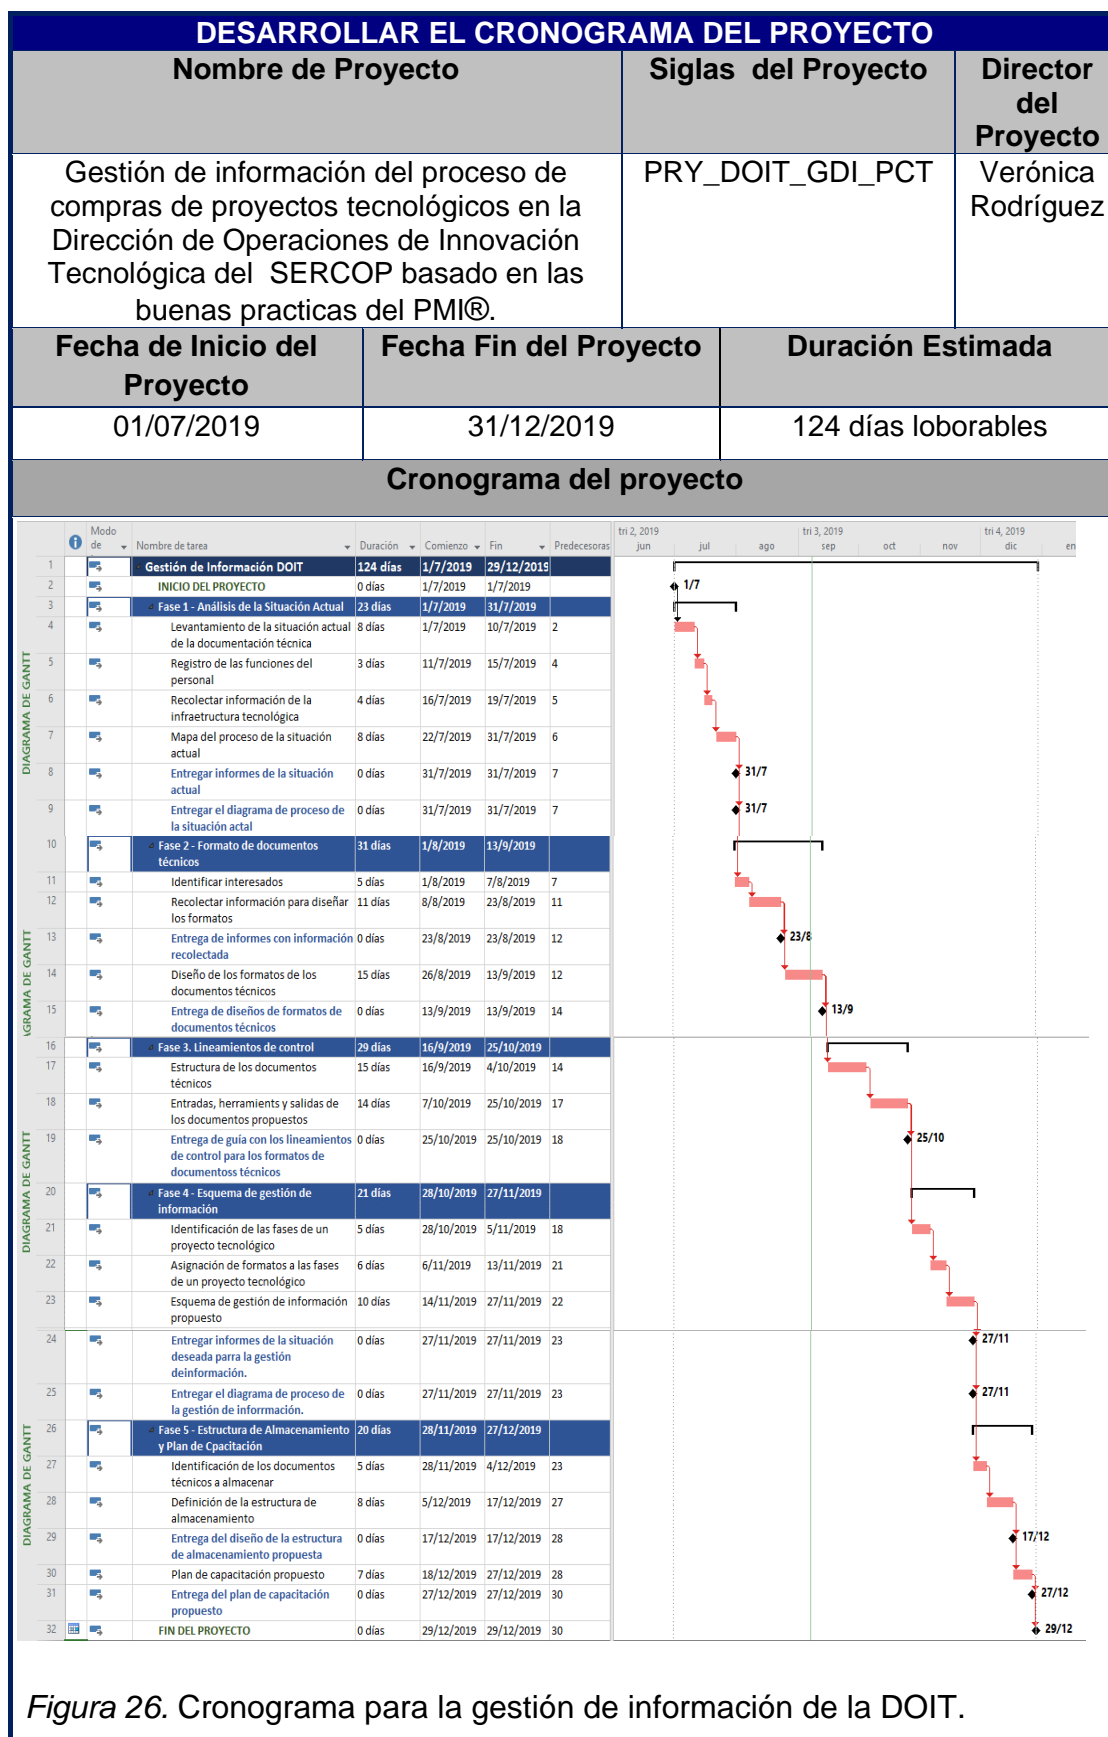 DESARROLLAR EL CRONOGRAMA DEL PROYECTO
Nombre de Proyecto
Siglas del Proyecto
Director
del
Proyecto
Gestión de información del proceso de
compras de proyectos tecnológicos en la
Dirección de Operaciones de Innovación
Tecnológica del SERCOP basado en las
buenas practicas del PMI®.
PRY_DOIT_GDI_PCT
Verónica
Rodríguez
Fecha de Inicio del
Proyecto
Fecha Fin del Proyecto
Duración Estimada
01/07/2019
31/12/2019
124 días loborables
Cronograma del proyecto
Modo
de
Nombre de tarea
Duración
Comienzo
Fin
Predecesoras
tri 2, 2019 tri 3, 2019 tri 4, 2019
jun jul ago sep oct nov dic en
1 Gestión de Información DOIT 124 días 1/7/2019 29/12/2019
2 INICIO DEL PROYECTO 0 días 1/7/2019 1/7/2019 1/7
3 Fase 1 - Análisis de la Situación Actual 23 días 1/7/2019 31/7/2019
4 Levantamiento de la situación actual 8 días 1/7/2019 10/7/2019 2
de la documentación técnica
5 Registro de las funciones del 3 días 11/7/2019 15/7/2019 4
personal
6 Recolectar información de la 4 días 16/7/2019 19/7/2019 5
infraetructura tecnológica
7 Mapa del proceso de la situación 8 días 22/7/2019 31/7/2019 6
actual
8 Entregar informes de la situación 0 días 31/7/2019 31/7/2019 7 31/7
actual
9 Entregar el diagrama de proceso de 0 días 31/7/2019 31/7/2019 7 31/7
la situación actal
DIAGRAMA DE GANTT
10 Fase 2 - Formato de documentos 31 días 1/8/2019 13/9/2019
técnicos
11 Identificar interesados 5 días 1/8/2019 7/8/2019 7
12 Recolectar información para diseñar 11 días 8/8/2019 23/8/2019 11
los formatos
13 Entrega de informes con información 0 días 23/8/2019 23/8/2019 12 23/8
recolectada
14 Diseño de los formatos de los 15 días 26/8/2019 13/9/2019 12
documentos técnicos
15 Entrega de diseños de formatos de 0 días 13/9/2019 13/9/2019 14 13/9
documentos técnicos
AGRAMA DE GANTT
16 Fase 3. Lineamientos de control 29 días 16/9/2019 25/10/2019
17 Estructura de los documentos 15 días 16/9/2019 4/10/2019 14
técnicos
18 Entradas, herramients y salidas de 14 días 7/10/2019 25/10/2019 17
los documentos propuestos
19 Entrega de guía con los lineamientos 0 días 25/10/2019 25/10/2019 18 25/10
de control para los formatos de
documentoss técnicos
20 Fase 4 - Esquema de gestión de 21 días 28/10/2019 27/11/2019
información
21 Identificación de las fases de un 5 días 28/10/2019 5/11/2019 18
proyecto tecnológico
22 Asignación de formatos a las fases 6 días 6/11/2019 13/11/2019 21
de un proyecto tecnológico
23 Esquema de gestión de información 10 días 14/11/2019 27/11/2019 22
propuesto
DIAGRAMA DE GANTT
24 Entregar informes de la situación 0 días 27/11/2019 27/11/2019 23 27/11
deseada parra la gestión
deinformación.
25 Entregar el diagrama de proceso de 0 días 27/11/2019 27/11/2019 23 27/11
la gestión de inforrmación.
26 Fase 5 - Estructura de Almacenamiento 20 días 28/11/2019 27/12/2019
y Plan de Cpacitación
27 Identificación de los documentos 5 días 28/11/2019 4/12/2019 23
técnicos a almacenar
28 Definición de la estructura de 8 días 5/12/2019 17/12/2019 27
almacenamiento
29 Entrega del diseño de la estructura 0 días 17/12/2019 17/12/2019 28 17/12
de almacenamiento propuesta
30 Plan de capacitación propuesto 7 días 18/12/2019 27/12/2019 28
31 Entrega del plan de capacitación 0 días 27/12/2019 27/12/2019 30 27/12
propuesto
32 FIN DEL PROYECTO 0 días 29/12/2019 29/12/2019 30 29/12
DIAGRAMA DE GANTT
Figura 26. Cronograma para la gestión de información de la DOIT.